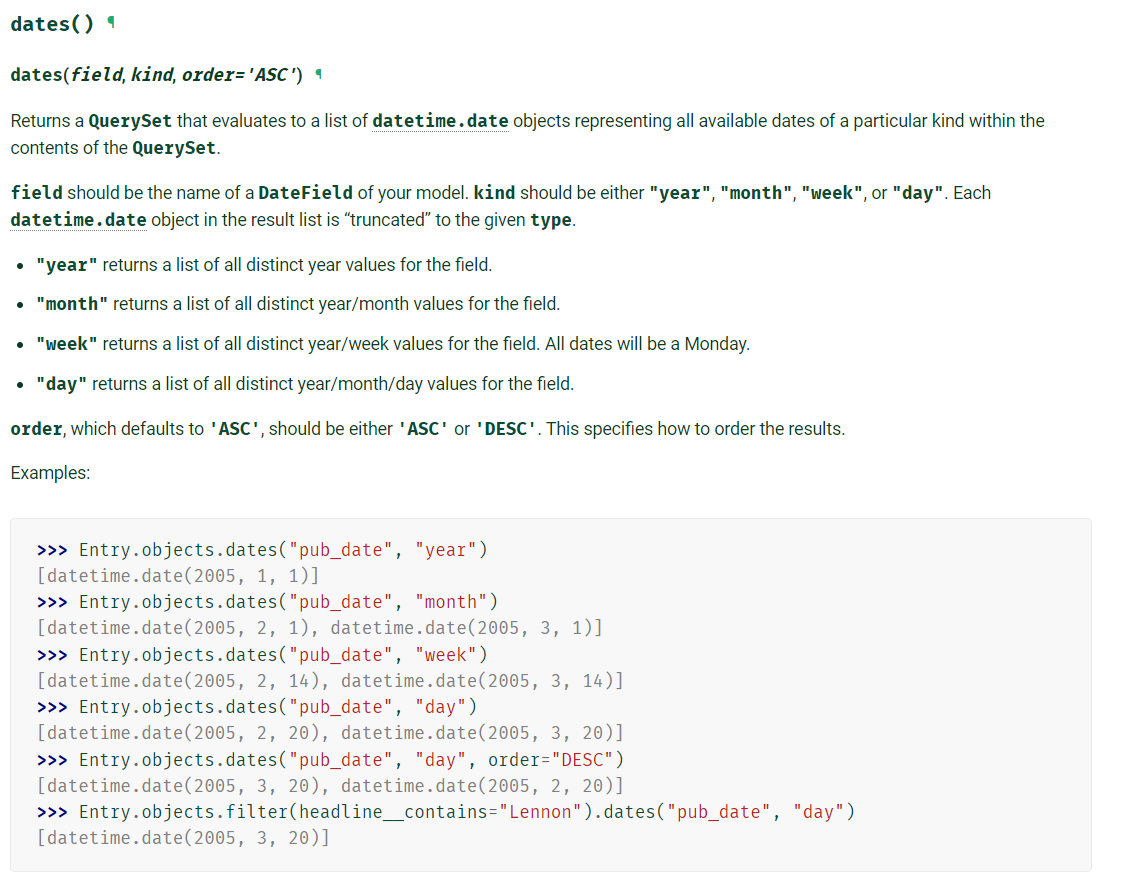 dates() ¶
dates(field, kind, order='ASC') ¶
Returns a QuerySet that evaluates to a list of datetime.date objects representing all available dates of a particular kind within the
contents of the QuerySet.
field should be the name of a DateField of your model. kind should be either "year", "month", "week", or "day". Each
datetime.date object in the result list is “truncated” to the given type.
• "year" returns a list of all distinct year values for the field.
• "month" returns a list of all distinct year/month values for the field.
• "week" returns a list of all distinct year/week values for the field. All dates will be a Monday.
• "day" returns a list of all distinct year/month/day values for the field.
order, which defaults to 'ASC', should be either 'ASC' or 'DESC'. This specifies how to order the results.
Examples:
>>> Entry.objects.dates("pub_date", "year")
[datetime.date(2005, 1, 1)]
>>> Entry.objects.dates("pub_date", "month")
[datetime.date(2005, 2, 1), datetime.date(2005, 3, 1)]
>>> Entry.objects.dates("pub_date", "week")
[datetime.date(2005, 2, 14), datetime.date(2005, 3, 14)]
>>> Entry.objects.dates("pub_date", "day")
[datetime.date(2005, 2, 20), datetime.date(2005, 3, 20)]
>>> Entry.objects.dates("pub_date", "day", order="DESC")
[datetime.date(2005, 3, 20), datetime.date(2005, 2, 20)]
>>> Entry.objects.filter(headline__contains="Lennon").dates("pub_date", "day")
[datetime.date(2005, 3, 20)]